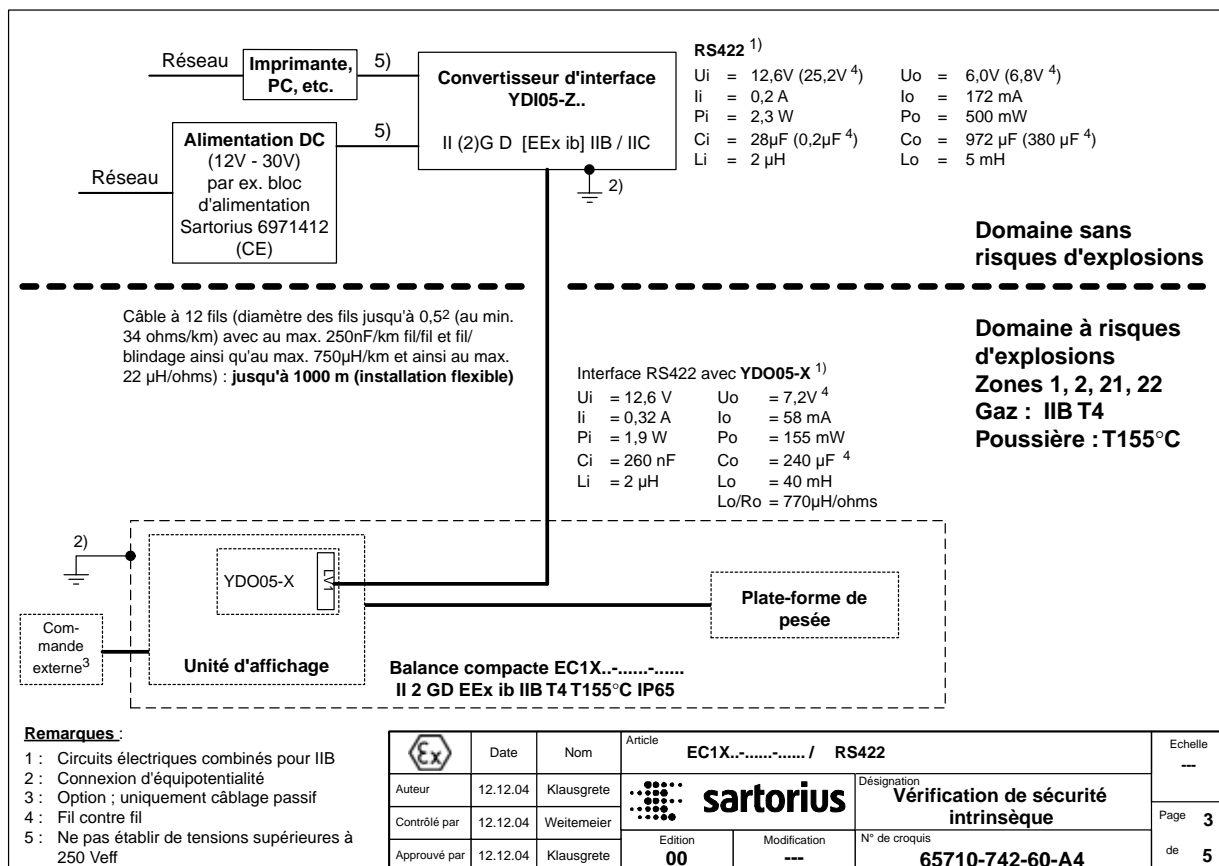 Réseau
Imprimante,
PC, etc.
5)
Convertisseur d'interface
YDI05-Z..
II (2)G D [EEx ib] IIB / IIC
2)
Réseau
Alimentation DC
(12V - 30V)
par ex. bloc
d'alimentation
Sartorius 6971412
(CE)
5)
RS422 1)
Ui = 12,6V (25,2V 4) Uo = 6,0V (6,8V 4)
Ii = 0,2 A Io = 172 mA
Pi = 2,3 W Po = 500 mW
Ci = 28µF (0,2µF 4) Co = 972 µF (380 µF 4)
Li = 2 µH Lo = 5 mH
Domaine sans
risques d'explosions
Câble à 12 fils (diamètre des fils jusqu'à 0,5² (au min.
34 ohms/km) avec au max. 250nF/km fil/fil et fil/
blindage ainsi qu'au max. 750µH/km et ainsi au max.
22 µH/ohms) : jusqu'à 1000 m (installation flexible)
Domaine à risques
d'explosions
Zones 1, 2, 21, 22
Gaz : IIB T4
Poussière : T155°C
Interface RS422 avec YDO05-X 1)
Ui = 12,6 V Uo = 7,2V 4
Ii = 0,32 A Io = 58 mA
Pi = 1,9 W Po = 155 mW
Ci = 260 nF Co = 240 µF 4
Li = 2 µH Lo = 40 mH
Lo/Ro = 770µH/ohms
2)
YDO05-X
LV1
Unité d'affichage
Com-
mande
externe3
Plate-forme de
pesée
Balance compacte EC1X..-......-......
II 2 GD EEx ib IIB T4 T155°C IP65
Remarques :
1 : Circuits électriques combinés pour IIB
2 : Connexion d'équipotentialité
3 : Option ; uniquement câblage passif
4 : Fil contre fil
5 : Ne pas établir de tensions supérieures à
250 Veff
Ex Date Nom
Auteur 12.12.04 Klausgrete
Contrôlé par 12.12.04 Weitemeier
Approuvé par 12.12.04 Klausgrete
Article
EC1X..-......-...... / RS422
sartorius
Edition
00
Modification
---
Désignation
Vérification de sécurité
intrinsèque
N° de croquis
65710-742-60-A4
Echelle
---
Page 3
de 5